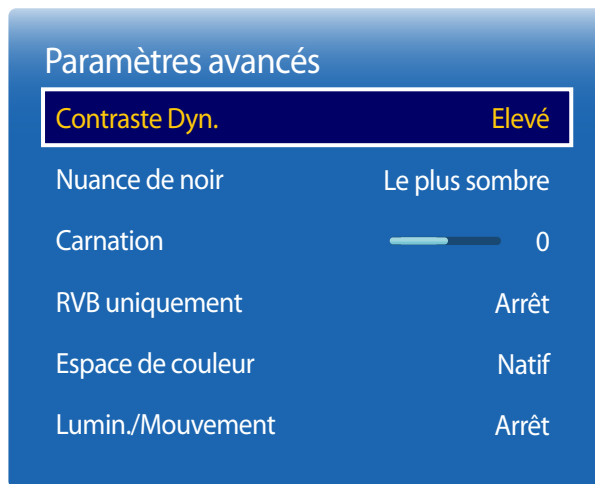 Paramètres avancés
Contraste Dyn. Elevé
Nuance de noir Le plus sombre
Carnation 0
RVB uniquement Arrêt
Espace de couleur Natif
Lumin./Mouvement Arrêt